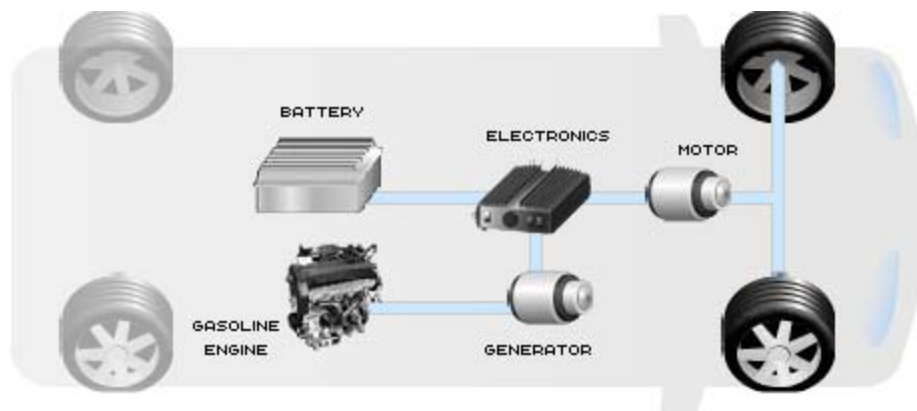 BATTERY
ELECTRONICS
MOTOR
GASOLINE
ENGINE
GENERATOR